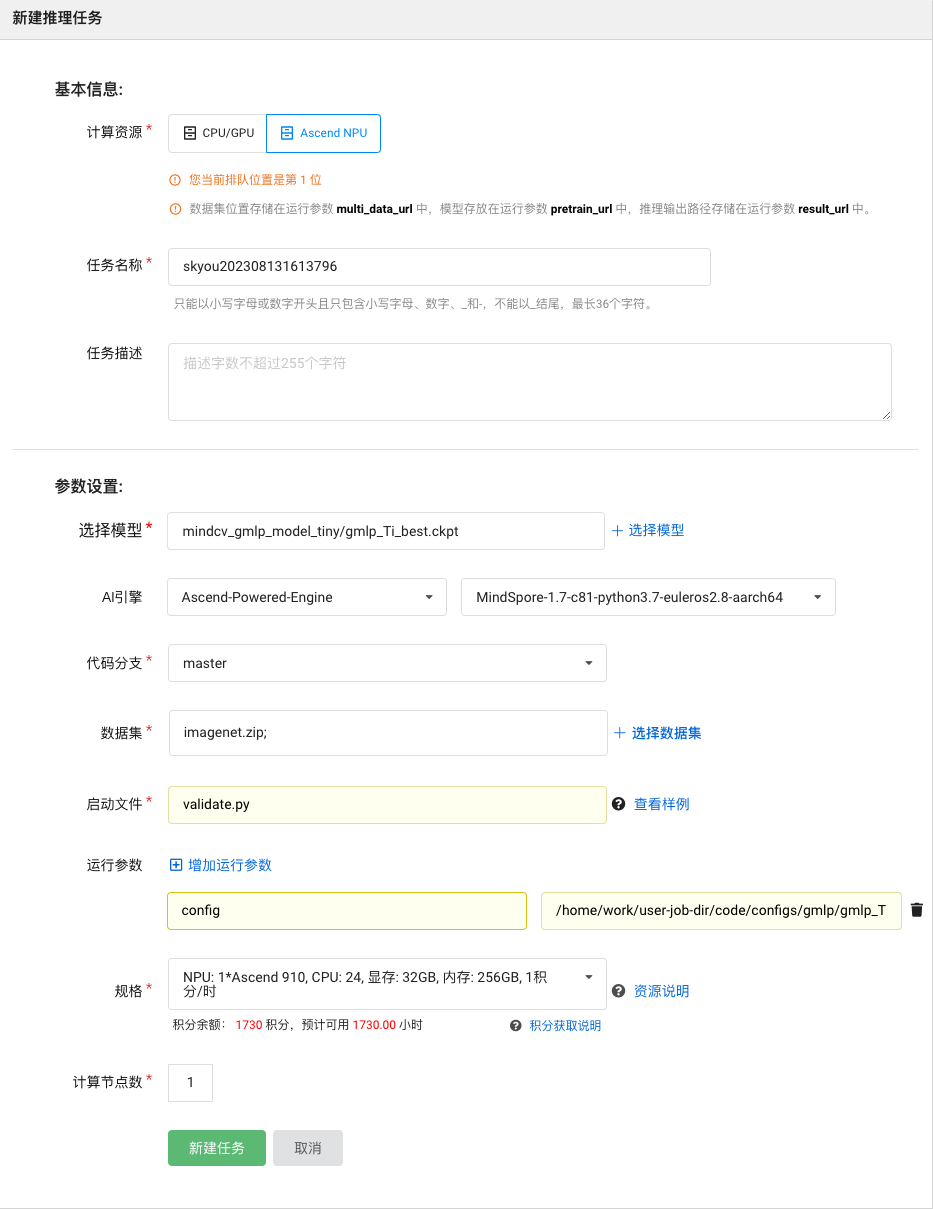 新建推理任务
基本信息:
计算资源*
CPU/GPU
Ascend NPU
您当前排队位置是第 1 位
数据集位置存储在运行参数 multi_data_url 中，模型存放在运行参数 pretrain_url 中，推理输出路径存储在运行参数 result_url 中。
任务名称*
skyou202308131613796
只能以小写字母或数字开头且只包含小写字母、数字、_和-，不能以_结尾，最长36个字符。
任务描述
描述字数不超过255个字符
参数设置:
选择模型*
mindcv_gmlp_model_tiny/gmlp_Ti_best.ckpt
选择模型
AI引擎
Ascend-Powered-Engine
MindSpore-1.7-c81-python3.7-euleros2.8-aarch64
代码分支*
master
数据集*
imagenet.zip;
选择数据集
启动文件*
validate.py
查看样例
运行参数
增加运行参数
config
/home/work/user-job-dir/code/configs/gmlp/gmlp_T
规格*
NPU: 1*Ascend 910, CPU: 24, 显存: 32GB, 内存: 256GB, 1积
分/时
资源说明
积分余额： 1730 积分，预计可用 1730.00 小时
积分获取说明
计算节点数*
1
新建任务
取消